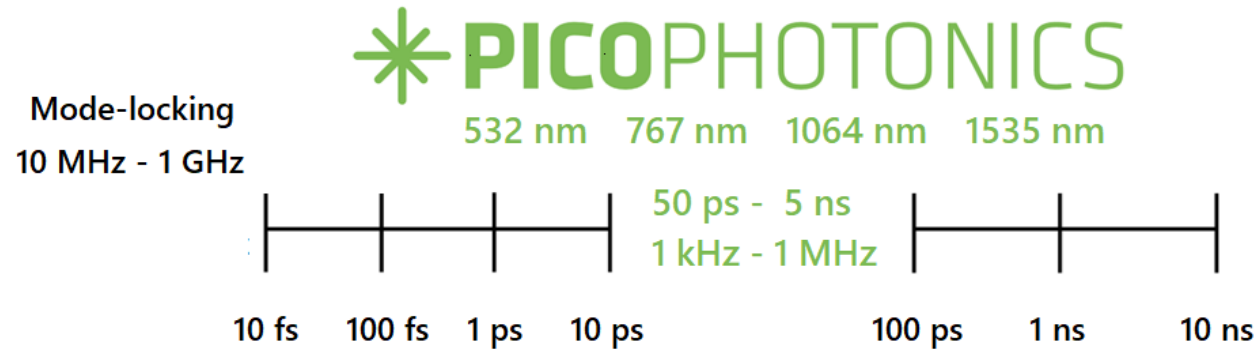 PICOPHOTONICS
Mode-locking
10 MHz - 1 GHz
532 nm 767 nm 1064 nm 1535 nm
50 ps - 5 ns
1 kHz - 1 MHz
10 fs 100 fs 1 ps 10 ps 100 ps 1 ns 10 ns